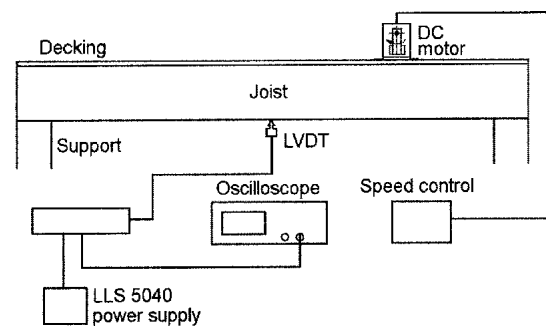 DC
motor
Decking
Joist
Support
LVDT
Oscilloscope
Speed control
LLS 5040
power supply